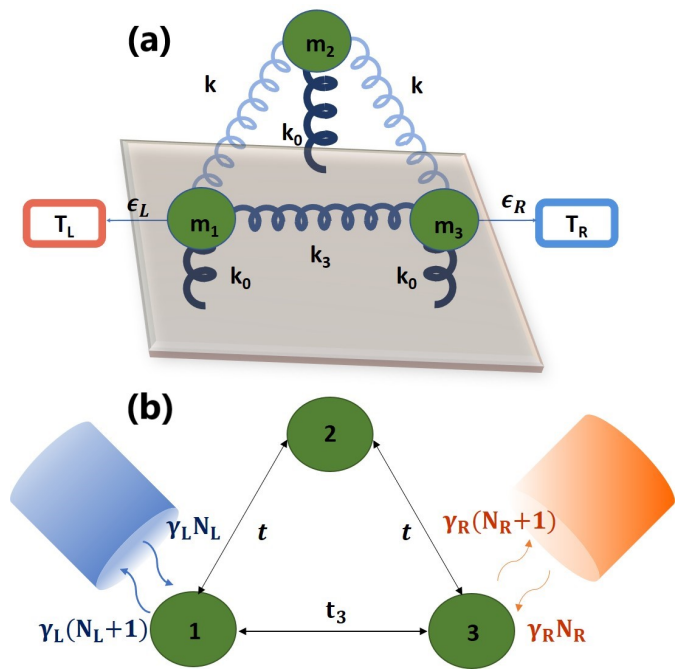 (a)
m₂
k
k
k₀
ϵ_L
ϵ_R
T_L
m₁
m₃
T_R
k₃
k₀
k₀
(b)
2
γ_L N_L
t
t
γ_R(N_R+1)
γ_L(N_L+1)
1
t₃
3
γ_R N_R